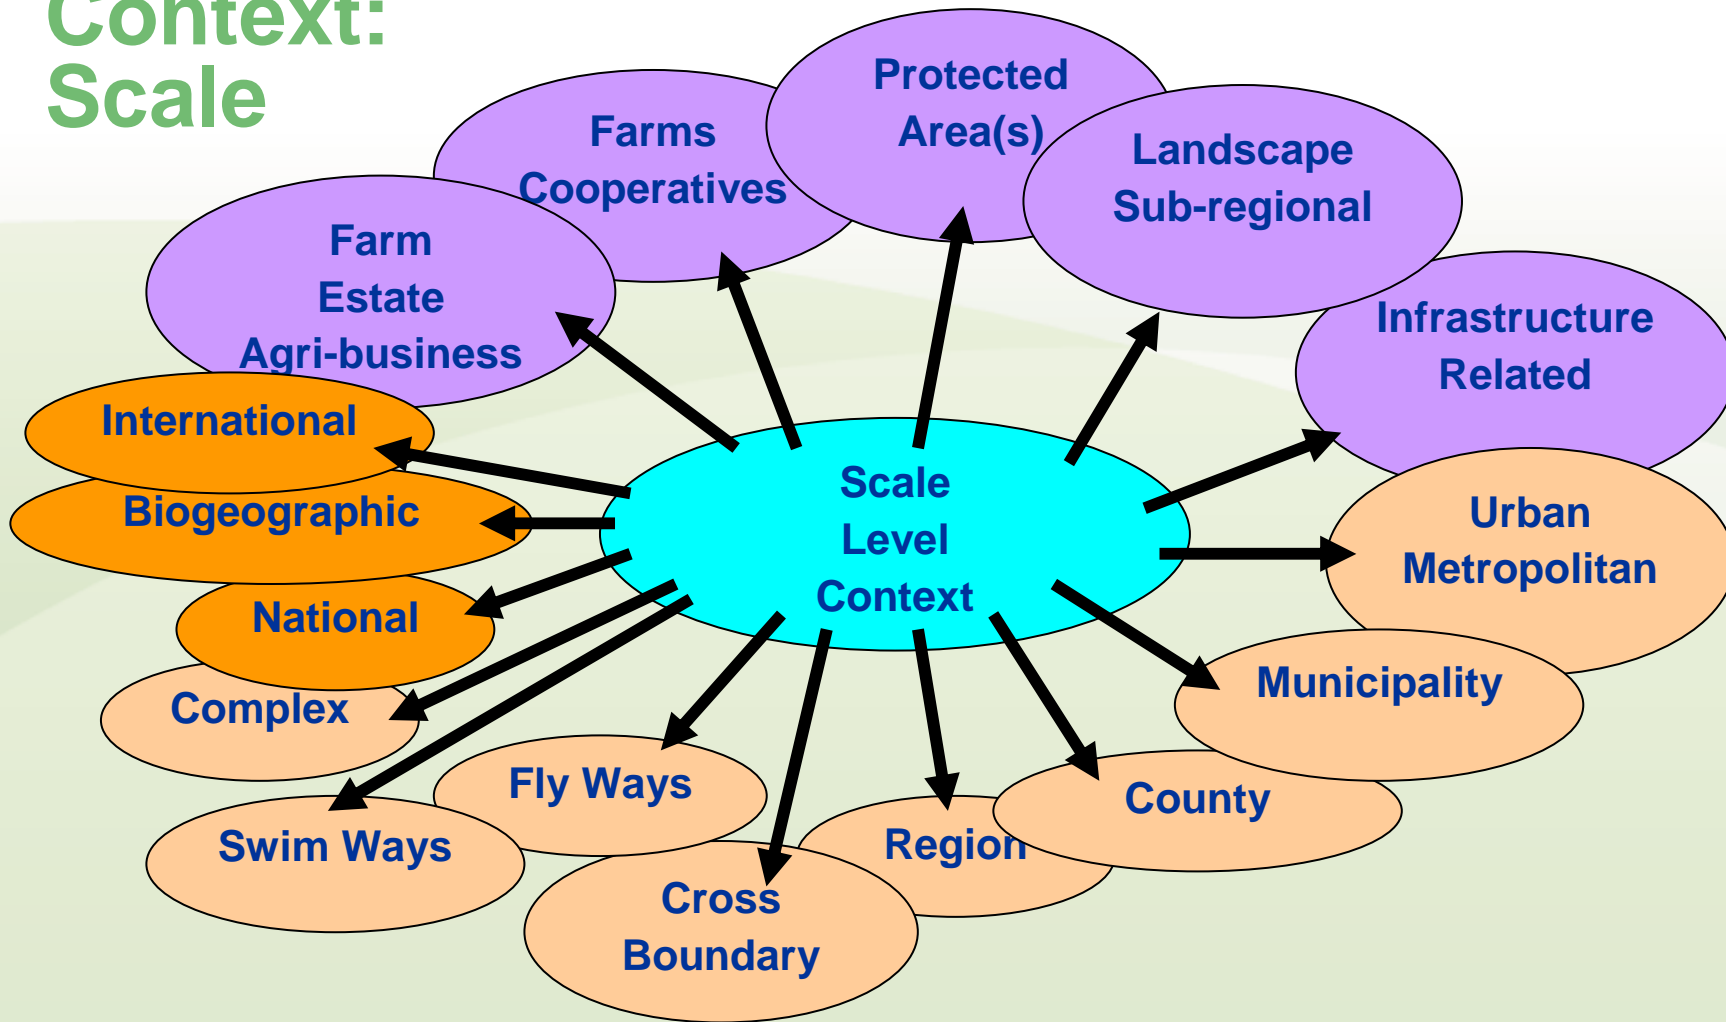 Context:
Scale
Protected
Area(s)
Farms
Cooperatives
Landscape
Sub-regional
Farm
Estate
Agri-business
Infrastructure
Related
International
Biogeographic
National
Complex
Scale
Level
Context
Urban
Metropolitan
Municipality
County
Region
Fly Ways
Swim Ways
Cross
Boundary